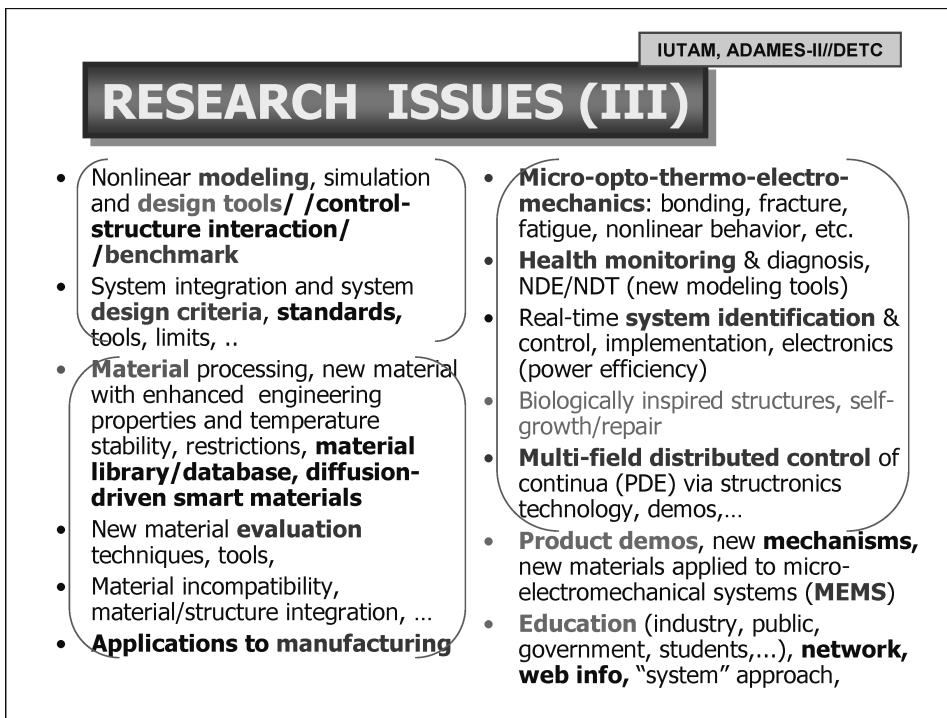 IUTAM, ADAMES-II//DETC
RESEARCH ISSUES (III)
• Nonlinear modeling, simulation
and design tools/ /control-
structure interaction/
/benchmark
• System integration and system
design criteria, standards,
tools, limits, ..
• Material processing, new material
with enhanced engineering
properties and temperature
stability, restrictions, material
library/database, diffusion-
driven smart materials
• New material evaluation
techniques, tools,
• Material incompatibility,
material/structure integration, …
• Applications to manufacturing
• Micro-opto-thermo-electro-
mechanics: bonding, fracture,
fatigue, nonlinear behavior, etc.
• Health monitoring & diagnosis,
NDE/NDT (new modeling tools)
• Real-time system identification &
control, implementation, electronics
(power efficiency)
• Biologically inspired structures, self-
growth/repair
• Multi-field distributed control of
continua (PDE) via structronics
technology, demos,…
• Product demos, new mechanisms,
new materials applied to micro-
electromechanical systems (MEMS)
• Education (industry, public,
government, students,...), network,
web info, “system” approach,